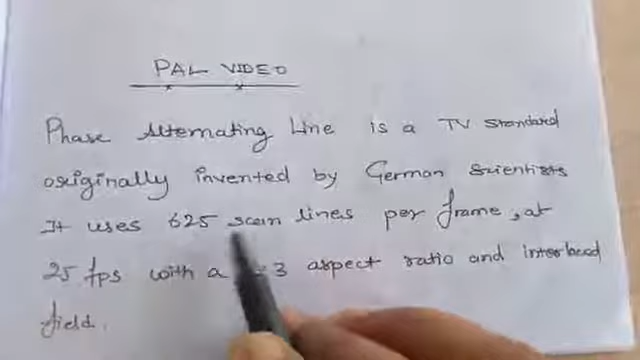 PAL VIDEO
Phase Alternating Line is a TV standard
originally invented by German Scientists
It uses 625 scan lines per frame, at
25 fps with a :3 aspect ratio and interlaced
field.